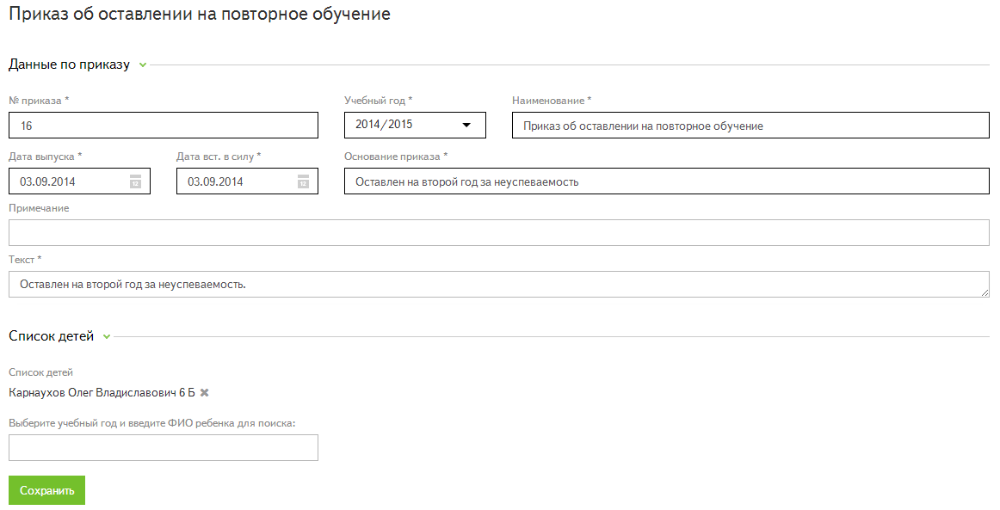 Приказ об оставлении на повторное обучение
Данные по приказу
№ приказа * Учебный год * Наименование *
16 2014/2015 Приказ об оставлении на повторное обучение
Дата выпуска * Дата вст. в силу * Основание приказа *
03.09.2014 03.09.2014 Оставлен на второй год за неуспеваемость
Примечание
Текст *
Оставлен на второй год за неуспеваемость.
Список детей
Список детей
Карнаухов Олег Владиславович 6 Б
Выберите учебный год и введите ФИО ребенка для поиска:
Сохранить